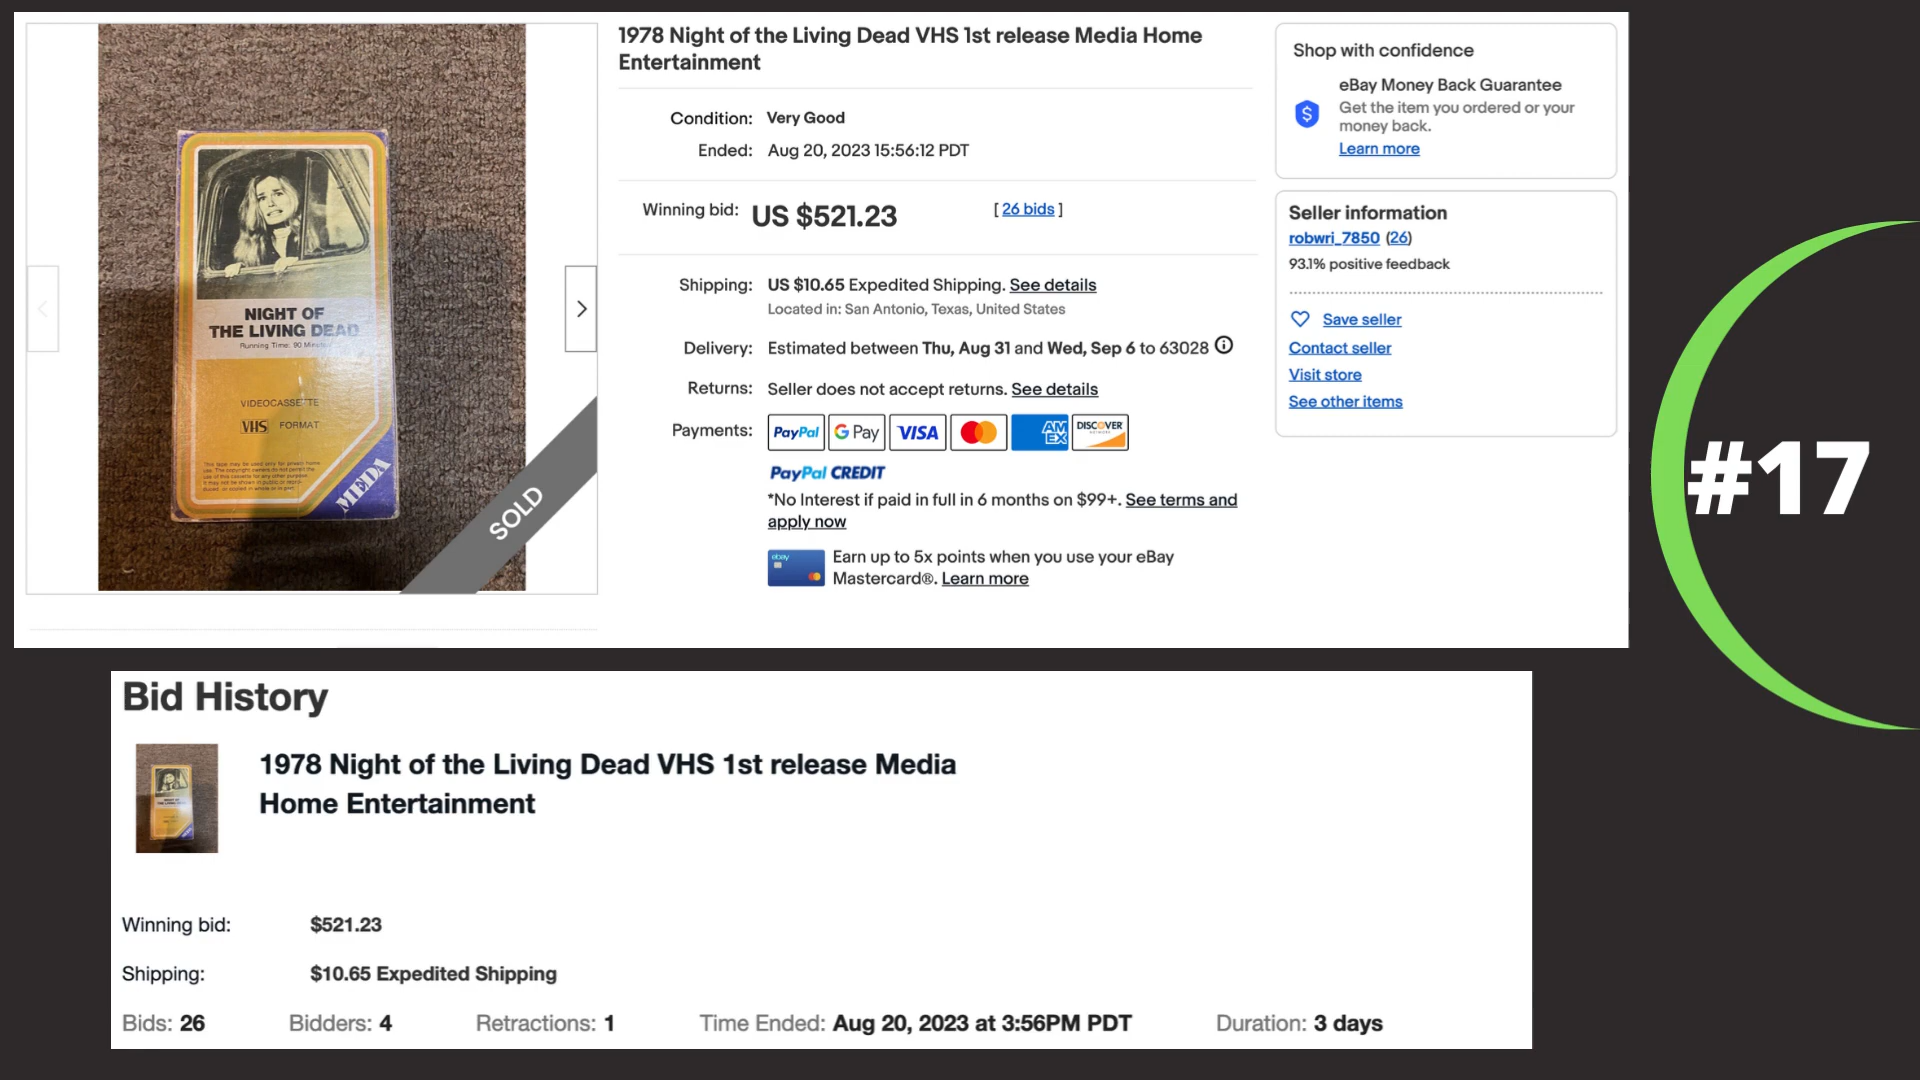 1978 Night of the Living Dead VHS 1st release Media Home
Entertainment
Condition: Very Good
Ended: Aug 20, 2023 15:56:12 PDT
Winning bid: US $521.23 [ 26 bids ]
Shipping: US $10.65 Expedited Shipping. See details
Located in: San Antonio, Texas, United States
Delivery: Estimated between Thu, Aug 31 and Wed, Sep 6 to 63028
Returns: Seller does not accept returns. See details
Payments: PayPal G Pay VISA AM EX DISCOVER
PayPal CREDIT
*No Interest if paid in full in 6 months on $99+. See terms and
apply now
ebay
Earn up to 5x points when you use your eBay
Mastercard®. Learn more
NIGHT OF
THE LIVING DEAD
Running Time: 90
VIDEOCASSETTE
VHS FORMAT
MEDA
SOLD
Shop with confidence
eBay Money Back Guarantee
Get the item you ordered or your
money back.
Learn more
Seller information
robwri_7850 (26)
93.1% positive feedback
Save seller
Contact seller
Visit store
See other items
#17
Bid History
1978 Night of the Living Dead VHS 1st release Media
Home Entertainment
Winning bid: $521.23
Shipping: $10.65 Expedited Shipping
Bids: 26 Bidders: 4 Retractions: 1 Time Ended: Aug 20, 2023 at 3:56PM PDT Duration: 3 days